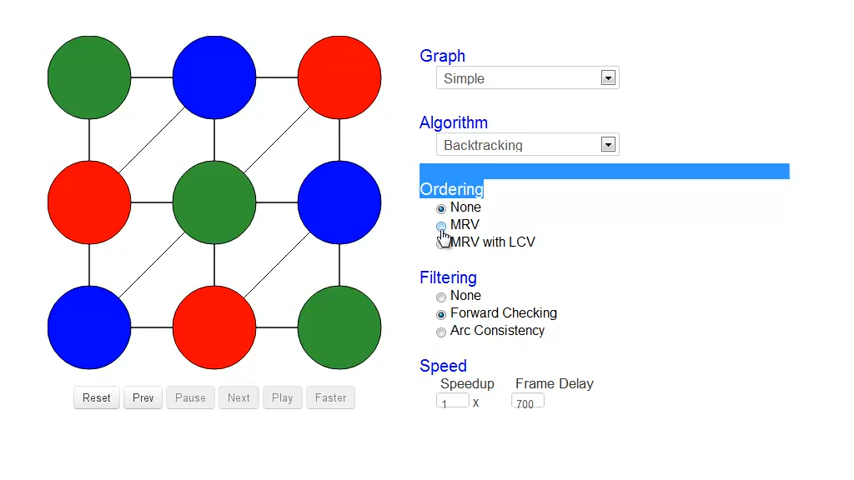 Graph
Simple
Algorithm
Backtracking
Ordering
None
MRV
MRV with LCV
Filtering
None
Forward Checking
Arc Consistency
Speed
Speedup Frame Delay
1 x 700
Reset Prev Pause Next Play Faster